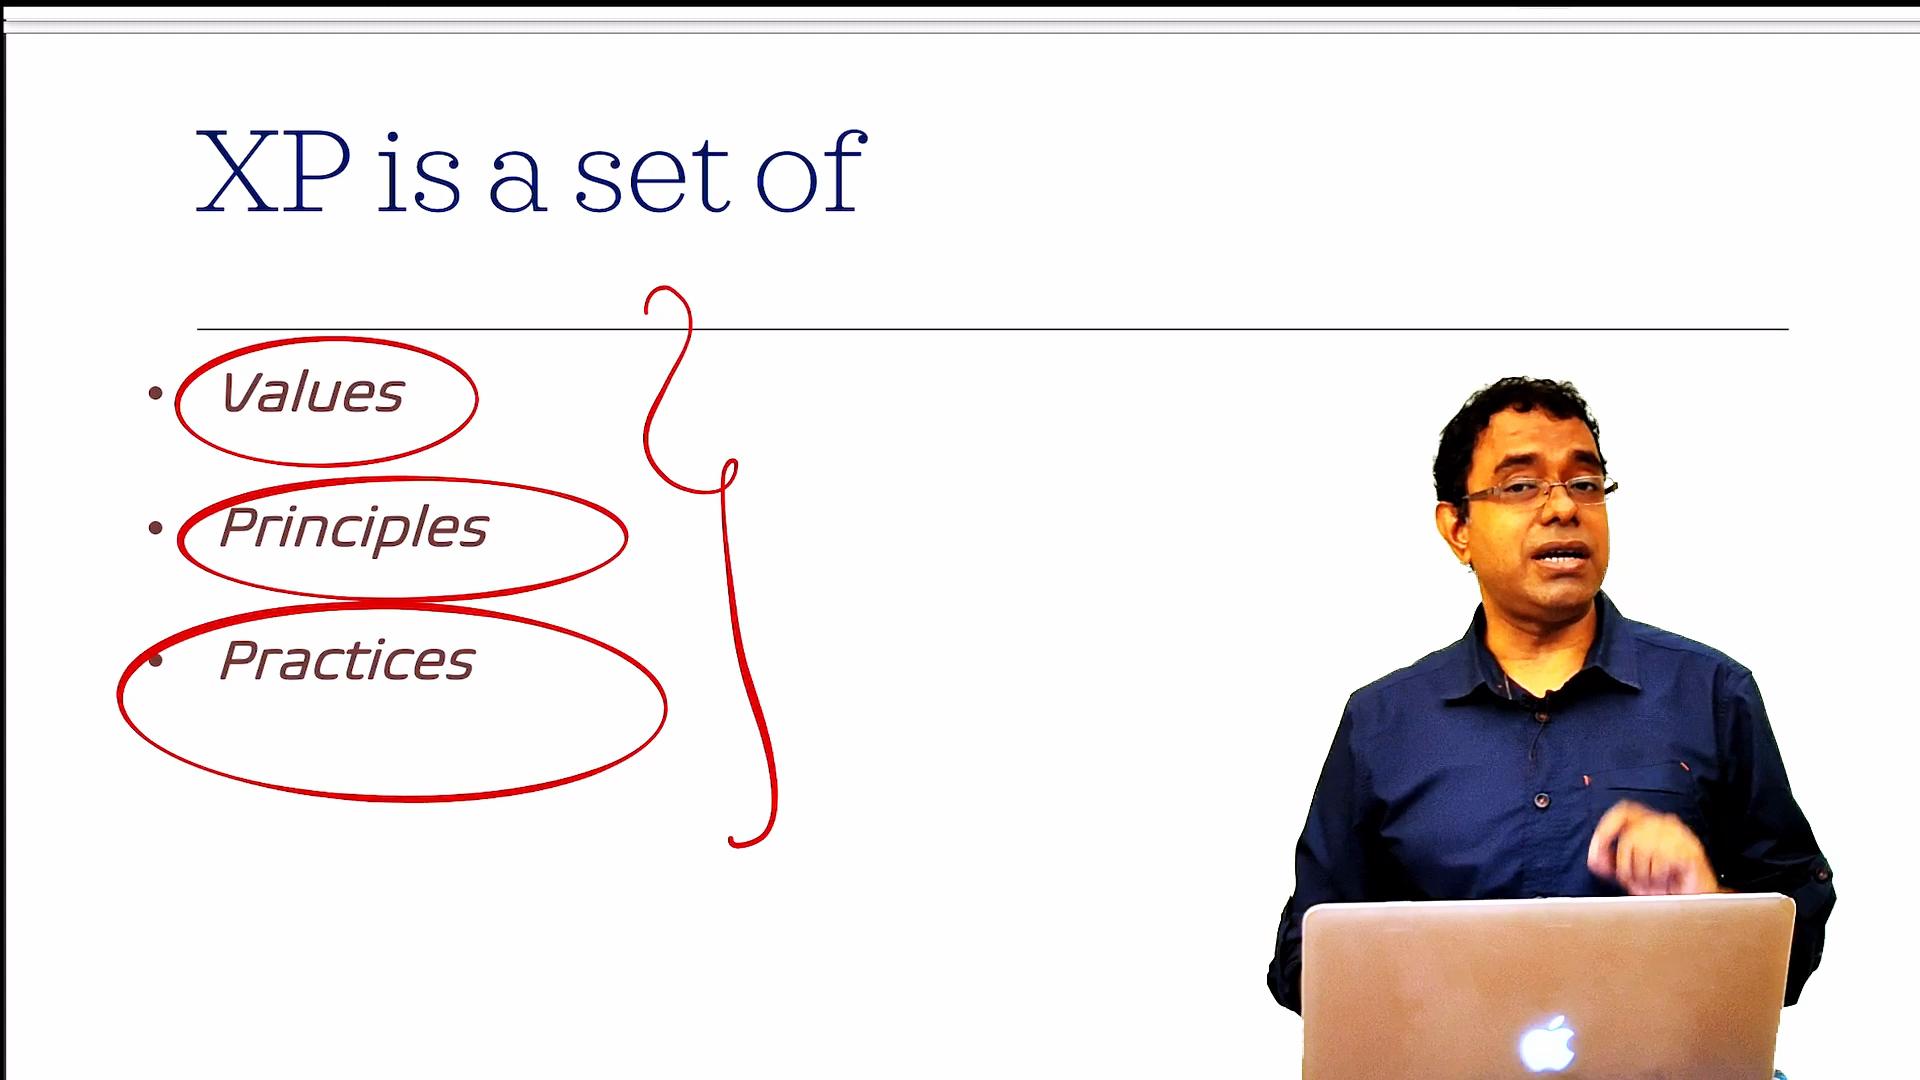 XP is a set of
• Values
• Principles
• Practices